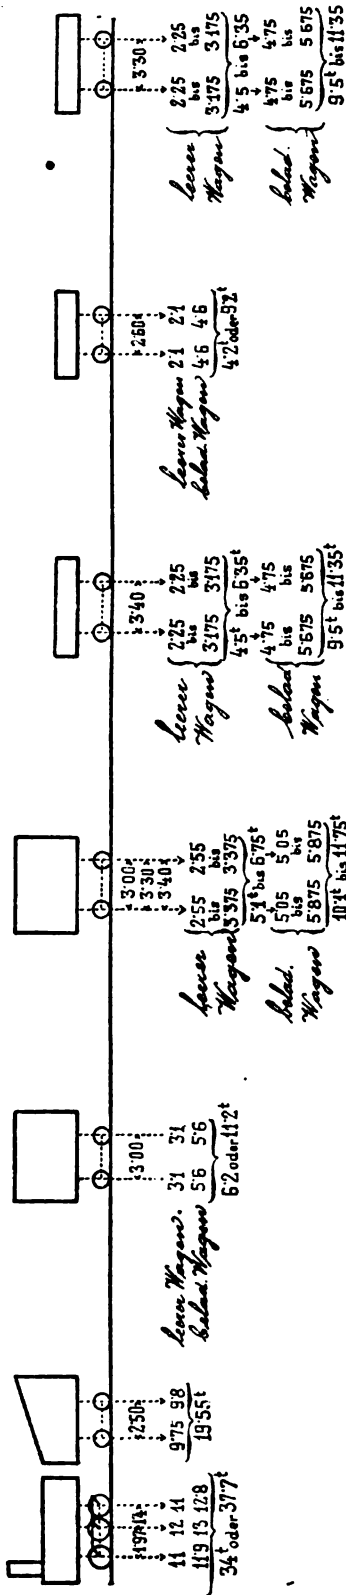 11 12 11
11·9 13 12·8
34t oder 37·7t
2·50
9·75 9·8
19·55t
3·00
leerer Wagen. 3·1 3·1
belad. Wagen 5·6 5·6
6·2 oder 11·2t
3·00
3·30
3·40
leerer 2·55 2·55
bis bis
Wagen 3·375 3·375
5·1t bis 6·75t
belad. 5·05 5·05
bis bis
Wagen 5·875 5·875
10·1t bis 11·75t
3·40
leerer 2·25 2·25
bis bis
Wagen 3·175 3·175
4·5t bis 6·35t
belad 4·75 4·75
bis bis
Wagen 5·675 5·675
9·5t bis 11·35t
2·60
leerer Wagen 2·1 2·1
belad. Wagen 4·6 4·6
4·2t oder 9·2t
3·30
leerer 2·25 2·25
bis bis
Wagen 3·175 3·175
4·5 bis 6·35
belad. 4·75 4·75
bis bis
Wagen 5·675 5·675
9·5t bis 11·35